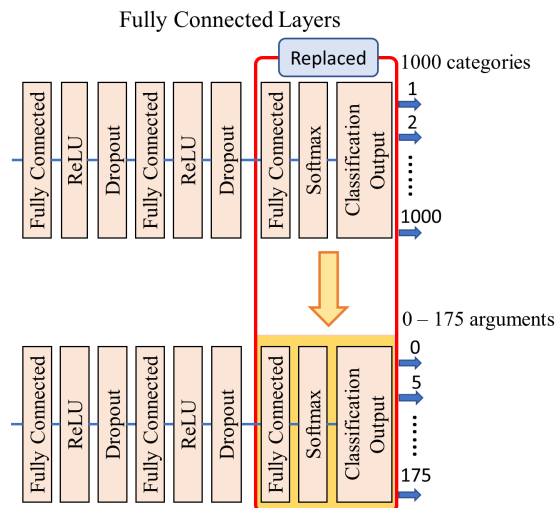 Fully Connected Layers
Replaced
1000 categories
Fully Connected
ReLU
Dropout
Fully Connected
ReLU
Dropout
Fully Connected
Softmax
Classification
Output
1
2
......
1000
0 – 175 arguments
Fully Connected
ReLU
Dropout
Fully Connected
ReLU
Dropout
Fully Connected
Softmax
Classification
Output
0
5
......
175